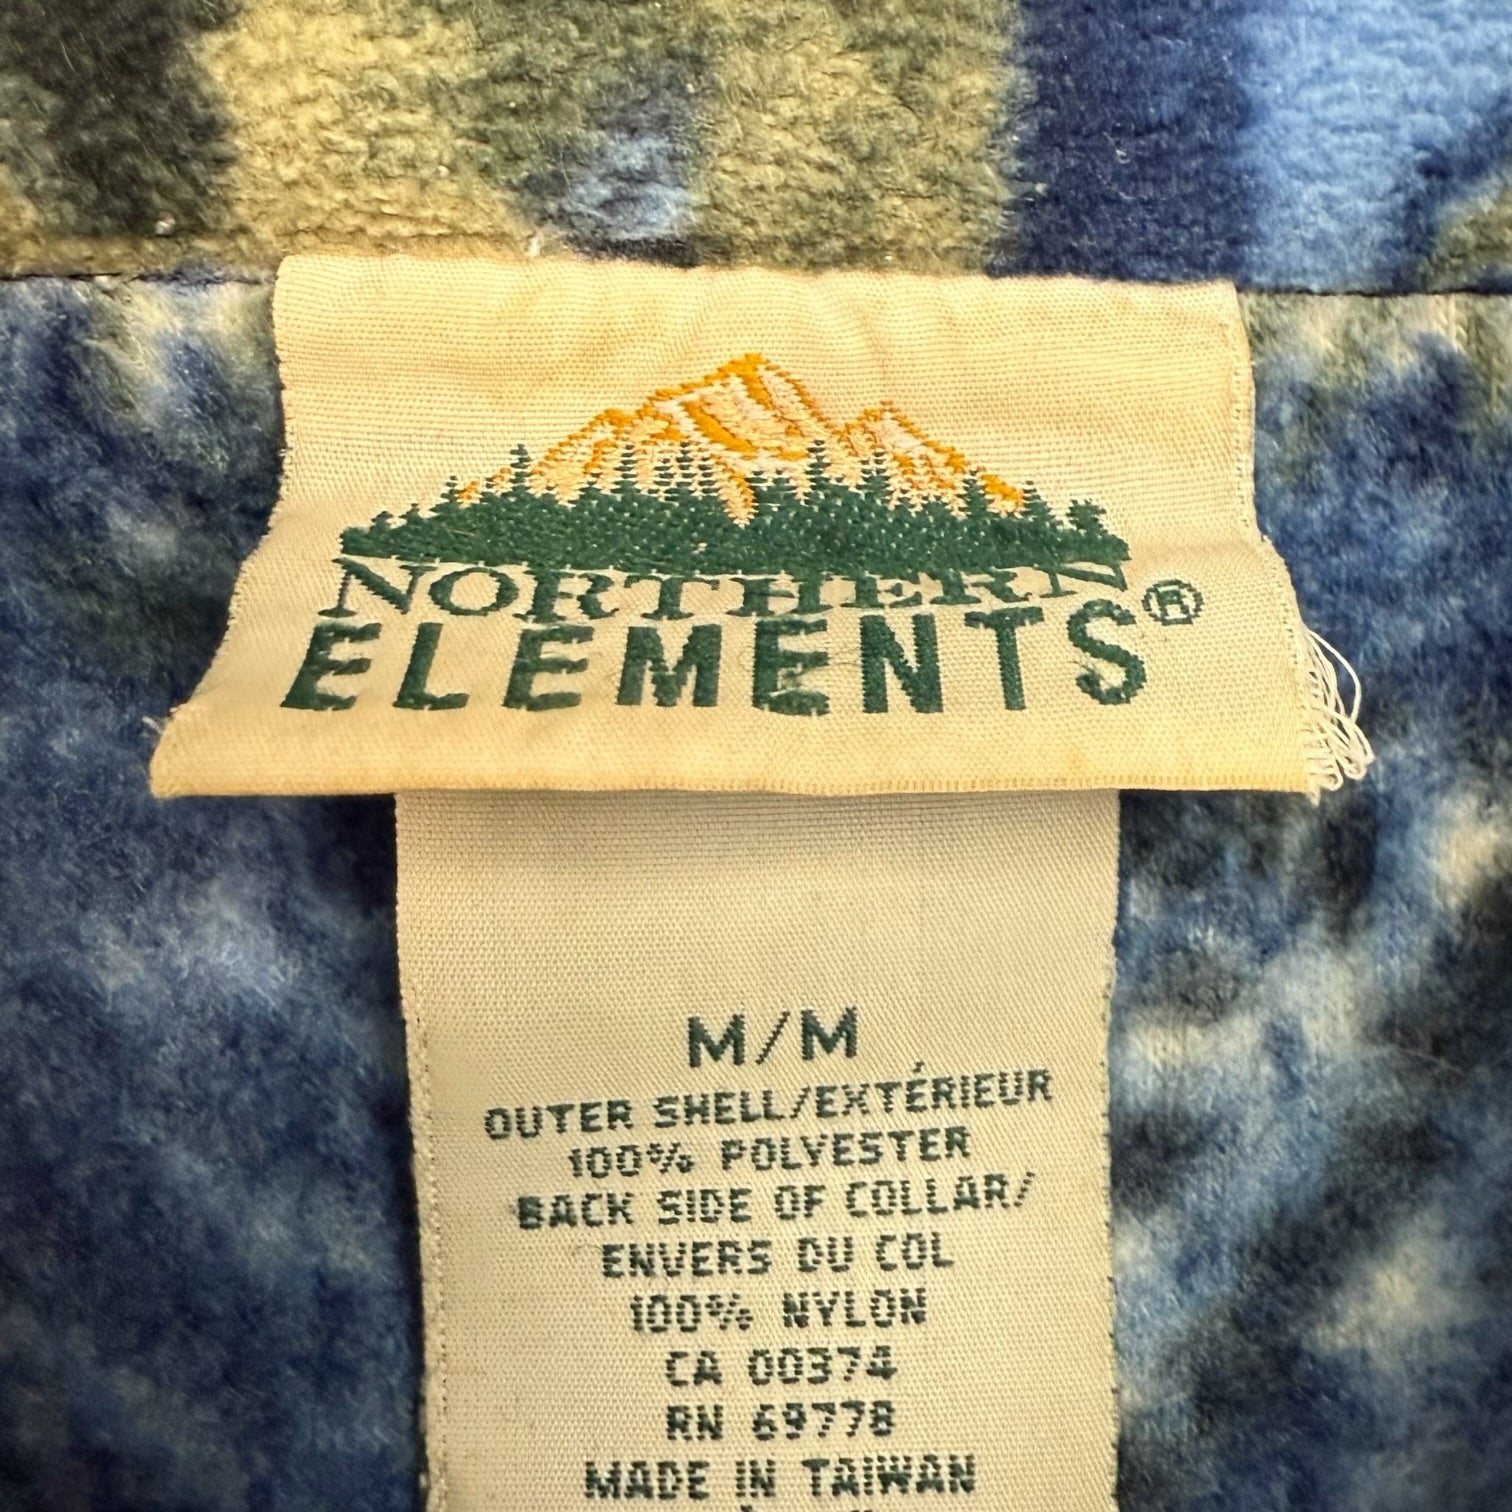 NORTHERN
ELEMENTS®
M/M
OUTER SHELL/EXTÉRIEUR
100% POLYESTER
BACK SIDE OF COLLAR/
ENVERS DU COL
100% NYLON
CA 00374
RN 69778
MADE IN TAIWAN